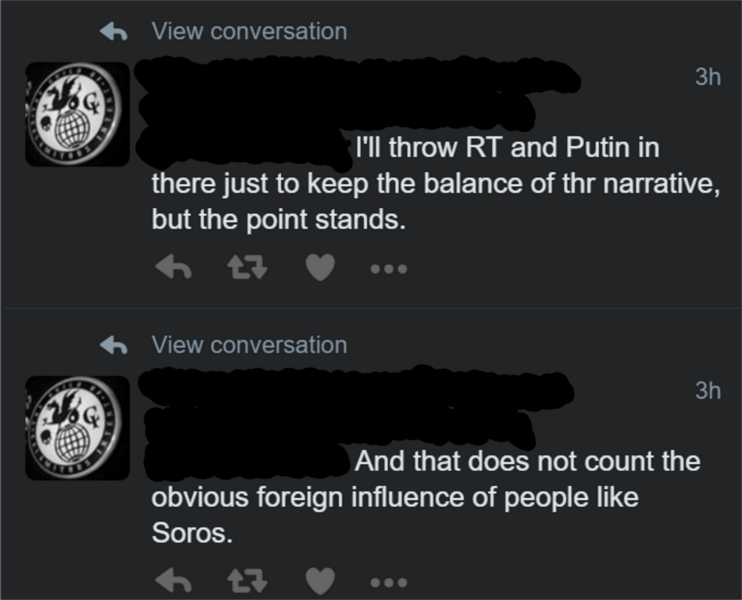 View conversation
3h
I'll throw RT and Putin in
there just to keep the balance of thr narrative,
but the point stands.
View conversation
3h
And that does not count the
obvious foreign influence of people like
Soros.